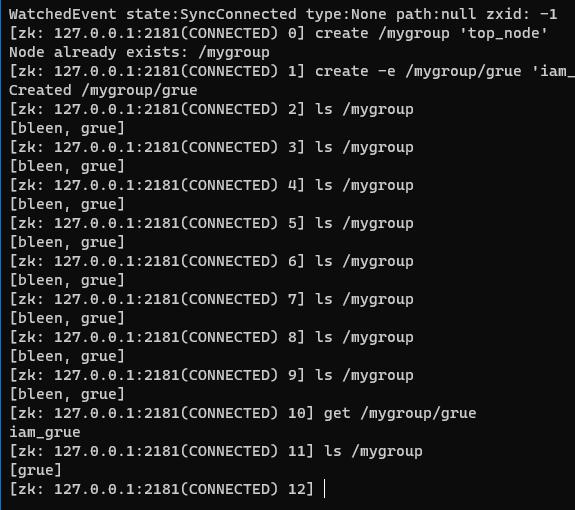 WatchedEvent state:SyncConnected type:None path:null zxid: -1
[zk: 127.0.0.1:2181(CONNECTED) 0] create /mygroup 'top_node'
Node already exists: /mygroup
[zk: 127.0.0.1:2181(CONNECTED) 1] create -e /mygroup/grue 'iam_
Created /mygroup/grue
[zk: 127.0.0.1:2181(CONNECTED) 2] ls /mygroup
[bleen, grue]
[zk: 127.0.0.1:2181(CONNECTED) 3] ls /mygroup
[bleen, grue]
[zk: 127.0.0.1:2181(CONNECTED) 4] ls /mygroup
[bleen, grue]
[zk: 127.0.0.1:2181(CONNECTED) 5] ls /mygroup
[bleen, grue]
[zk: 127.0.0.1:2181(CONNECTED) 6] ls /mygroup
[bleen, grue]
[zk: 127.0.0.1:2181(CONNECTED) 7] ls /mygroup
[bleen, grue]
[zk: 127.0.0.1:2181(CONNECTED) 8] ls /mygroup
[bleen, grue]
[zk: 127.0.0.1:2181(CONNECTED) 9] ls /mygroup
[bleen, grue]
[zk: 127.0.0.1:2181(CONNECTED) 10] get /mygroup/grue
iam_grue
[zk: 127.0.0.1:2181(CONNECTED) 11] ls /mygroup
[grue]
[zk: 127.0.0.1:2181(CONNECTED) 12]